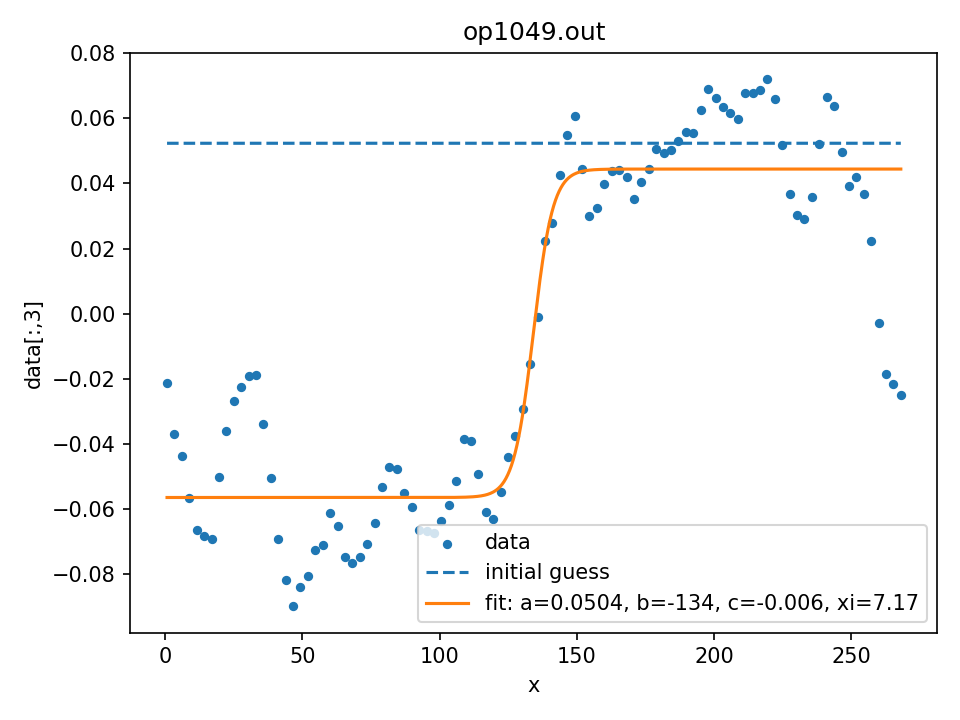 op1049.out
0.08
0.06
0.04
0.02
0.00
−0.02
−0.04
−0.06
−0.08
data[:,3]
data
initial guess
fit: a=0.0504, b=-134, c=-0.006, xi=7.17
0 50 100 150 200 250
x